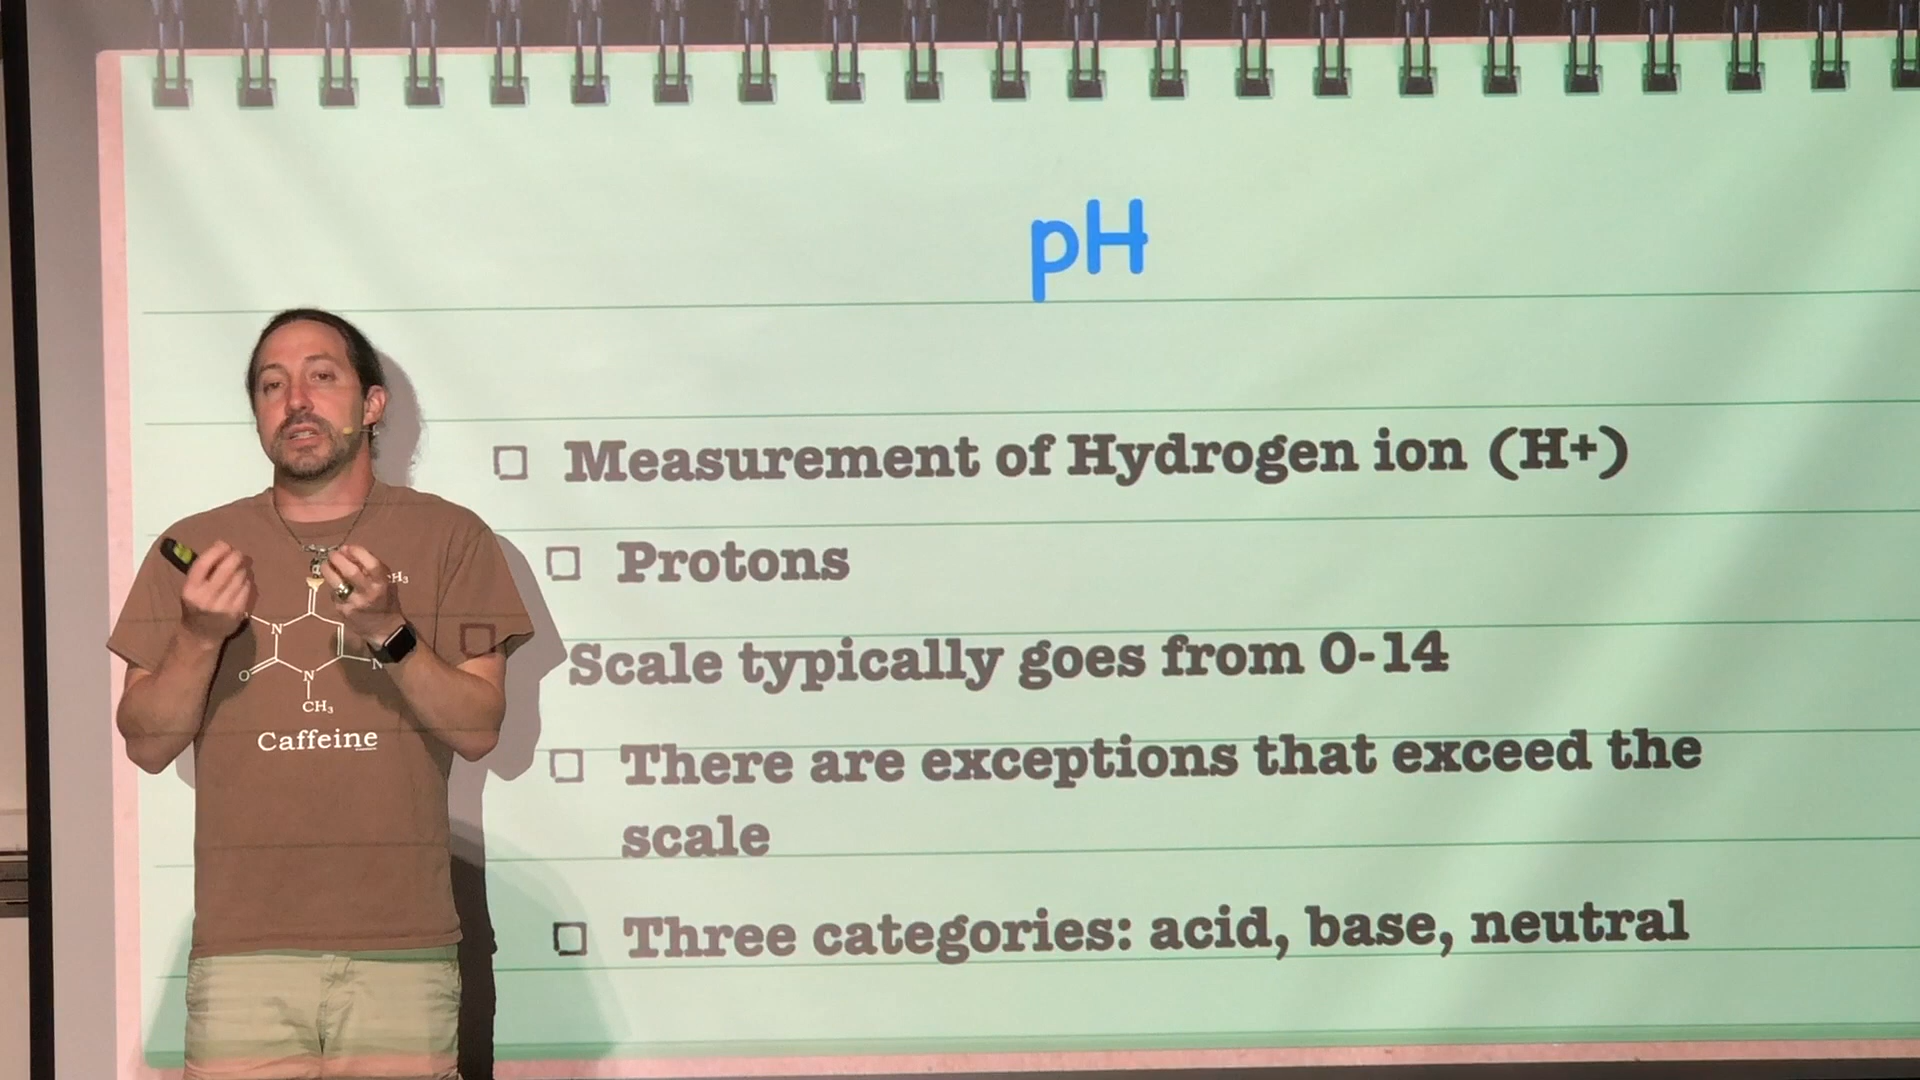 pH
Measurement of Hydrogen ion (H+)
Protons
Scale typically goes from 0-14
There are exceptions that exceed the
scale
Three categories: acid, base, neutral
H₃
N
N
O
N
CH₃
Caffeine